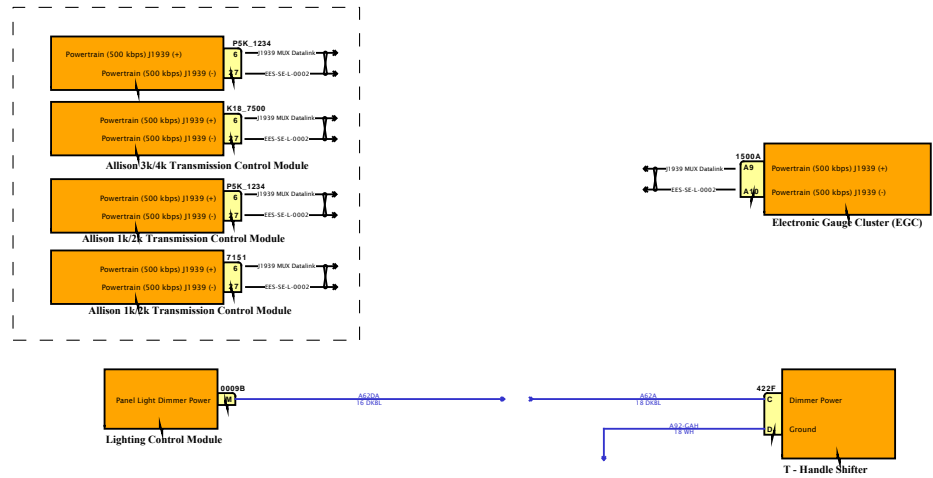 P5K_1234
Powertrain (500 kbps) J1939 (+) 6 J1939 MUX Datalink
Powertrain (500 kbps) J1939 (-) 27 EES-SE-L-0002
K18_7500
Powertrain (500 kbps) J1939 (+) 6 J1939 MUX Datalink
Powertrain (500 kbps) J1939 (-) 27 EES-SE-L-0002
Allison 3k/4k Transmission Control Module
P5K_1234
Powertrain (500 kbps) J1939 (+) 6 J1939 MUX Datalink
Powertrain (500 kbps) J1939 (-) 27 EES-SE-L-0002
Allison 1k/2k Transmission Control Module
7151
Powertrain (500 kbps) J1939 (+) 6 J1939 MUX Datalink
Powertrain (500 kbps) J1939 (-) 27 EES-SE-L-0002
Allison 1k/2k Transmission Control Module
1500A
J1939 MUX Datalink A9 Powertrain (500 kbps) J1939 (+)
EES-SE-L-0002 A10 Powertrain (500 kbps) J1939 (-)
Electronic Gauge Cluster (EGC)
0009B
Panel Light Dimmer Power M A62DA
16 DKBL
Lighting Control Module
422F
A62A C Dimmer Power
18 DKBL
A92-GAH D Ground
18 WH
T - Handle Shifter